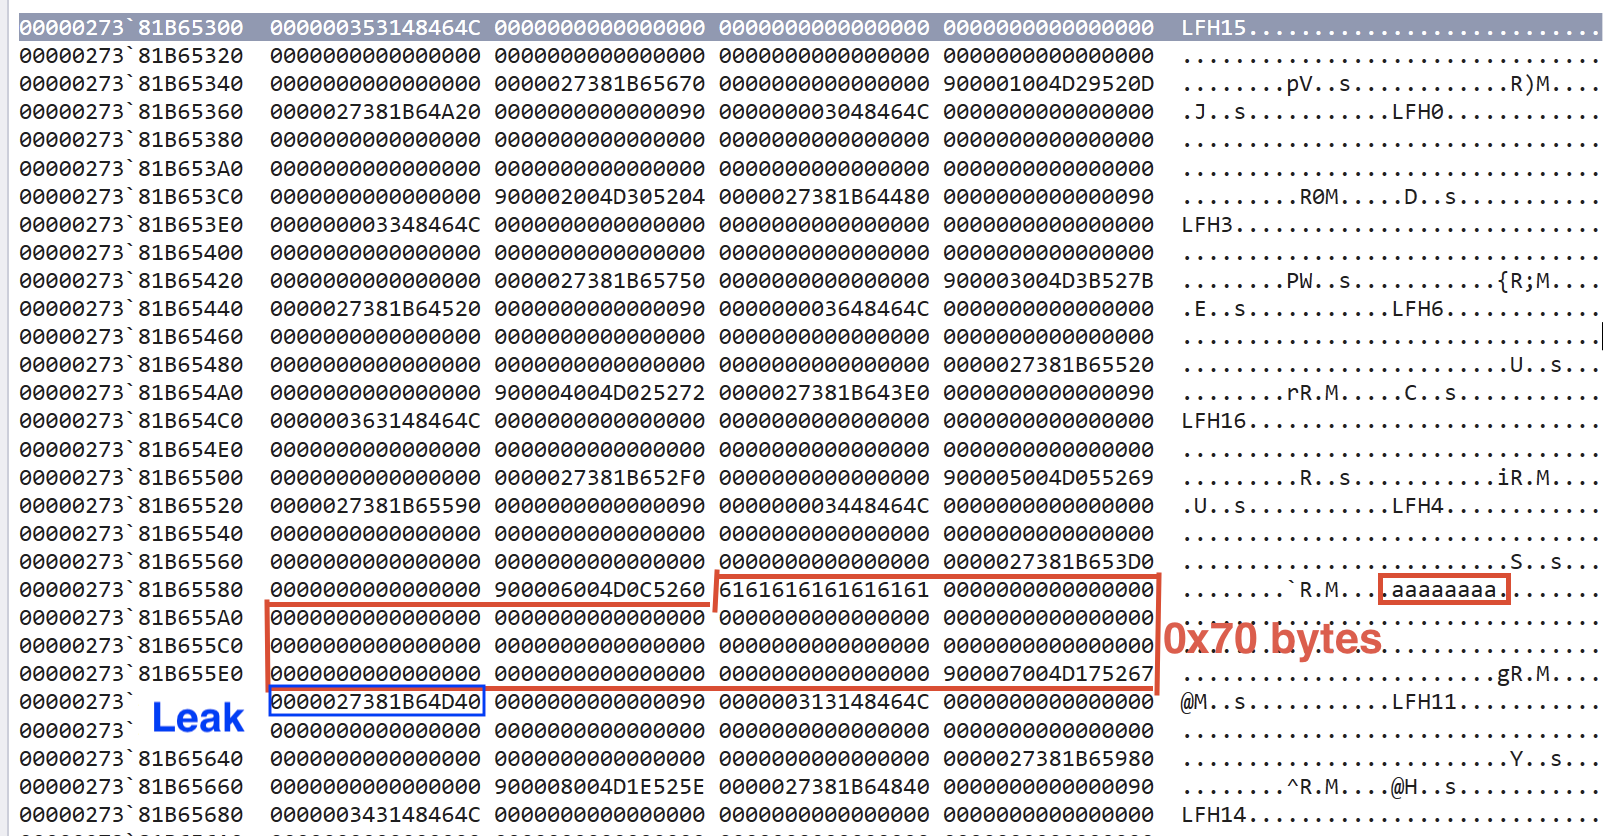 00000273`81B65300 000000353148464C 0000000000000000 0000000000000000 0000000000000000 LFH15...........................
00000273`81B65320 0000000000000000 0000000000000000 0000000000000000 0000000000000000 ................................
00000273`81B65340 0000000000000000 0000027381B65670 0000000000000000 900001004D29520D ........pV..s............R)M....
00000273`81B65360 0000027381B64A20 0000000000000090 000000003048464C 0000000000000000 .J..s...........LFH0............
00000273`81B65380 0000000000000000 0000000000000000 0000000000000000 0000000000000000 ................................
00000273`81B653A0 0000000000000000 0000000000000000 0000000000000000 0000000000000000 ................................
00000273`81B653C0 0000000000000000 900002004D305204 0000027381B64480 0000000000000090 .........R0M.....D..s...........
00000273`81B653E0 000000003348464C 0000000000000000 0000000000000000 0000000000000000 LFH3............................
00000273`81B65400 0000000000000000 0000000000000000 0000000000000000 0000000000000000 ................................
00000273`81B65420 0000000000000000 0000027381B65750 0000000000000000 900003004D3B527B ........PW..s...........{R;M....
00000273`81B65440 0000027381B64520 0000000000000090 000000003648464C 0000000000000000 .E..s...........LFH6............
00000273`81B65460 0000000000000000 0000000000000000 0000000000000000 0000000000000000 ................................
00000273`81B65480 0000000000000000 0000000000000000 0000000000000000 0000027381B65520 .........................U..s...
00000273`81B654A0 0000000000000000 900004004D025272 0000027381B643E0 0000000000000090 ........rR.M.....C..s...........
00000273`81B654C0 000000363148464C 0000000000000000 0000000000000000 0000000000000000 LFH16...........................
00000273`81B654E0 0000000000000000 0000000000000000 0000000000000000 0000000000000000 ................................
00000273`81B65500 0000000000000000 0000027381B652F0 0000000000000000 900005004D055269 .........R..s...........iR.M....
00000273`81B65520 0000027381B65590 0000000000000090 000000003448464C 0000000000000000 .U..s...........LFH4............
00000273`81B65540 0000000000000000 0000000000000000 0000000000000000 0000000000000000 ................................
00000273`81B65560 0000000000000000 0000000000000000 0000000000000000 0000027381B653D0 .........................S..s...
00000273`81B65580 0000000000000000 900006004D0C5260 6161616161616161 0000000000000000 ........`R.M....aaaaaaaa........
00000273`81B655A0 0000000000000000 0000000000000000 0000000000000000 0000000000000000 ................................
00000273`81B655C0 0000000000000000 0000000000000000 0000000000000000 0000000000000000 0x70 bytes
00000273`81B655E0 0000000000000000 0000000000000000 0000000000000000 900007004D175267 ........................gR.M....
00000273` 0000027381B64D40 0000000000000090 000000313148464C 0000000000000000 @M..s...........LFH11...........
Leak
00000273` 0000000000000000 0000000000000000 0000000000000000 0000000000000000 ................................
00000273`81B65640 0000000000000000 0000000000000000 0000000000000000 0000027381B65980 .........................Y..s...
00000273`81B65660 0000000000000000 900008004D1E525E 0000027381B64840 0000000000000090 ........^R.M....@H..s...........
00000273`81B65680 000000343148464C 0000000000000000 0000000000000000 0000000000000000 LFH14...........................